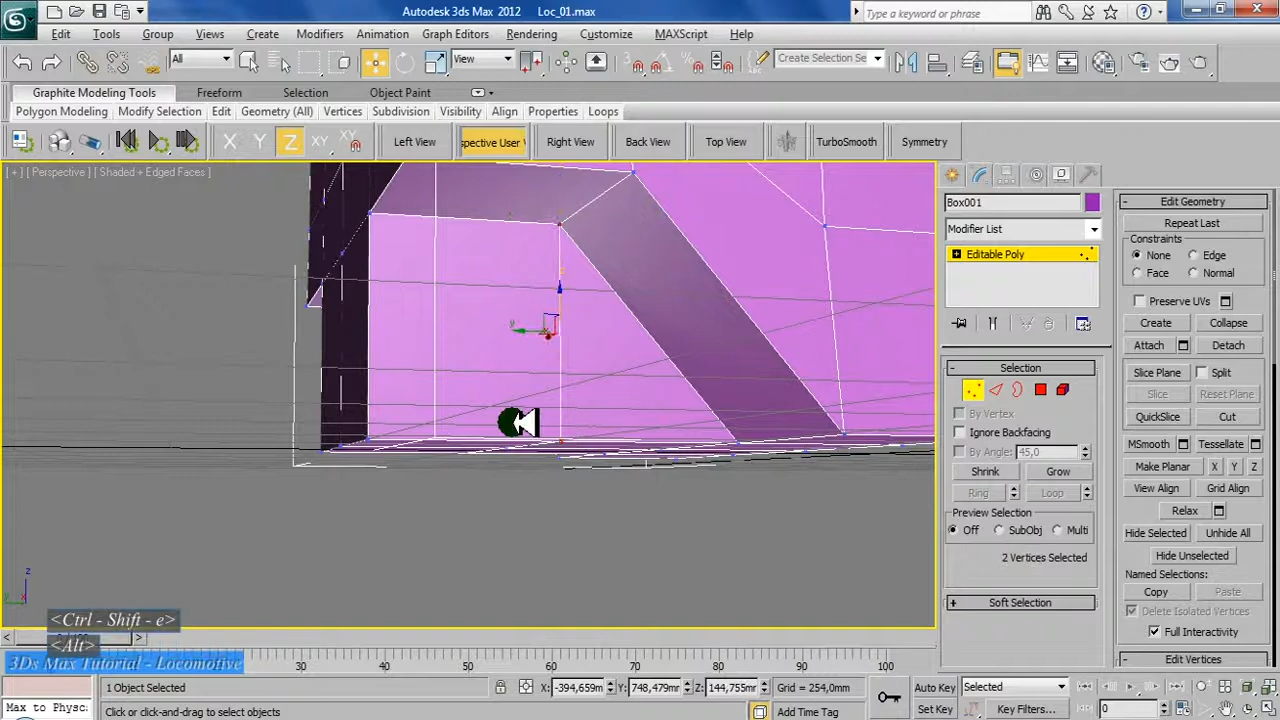 Autodesk 3ds Max 2012 Loc_01.max
Type a keyword or phrase
Edit Tools Group Views Create Modifiers Animation Graph Editors Rendering Customize MAXScript Help
All View Create Selection Se
Graphite Modeling Tools Freeform Selection Object Paint
Polygon Modeling Modify Selection Edit Geometry (All) Vertices Subdivision Visibility Align Properties Loops
X Y Z XY XY Left View spective User Right View Back View Top View TurboSmooth Symmetry
[ + ] [ Perspective ] [ Shaded + Edged Faces ]
Box001
Modifier List
Editable Poly
- Selection
By Vertex
Ignore Backfacing
By Angle: 45,0
Shrink Grow
Ring Loop
Preview Selection
Off SubObj Multi
2 Vertices Selected
+ Soft Selection
- Edit Geometry
Repeat Last
Constraints
None Edge
Face Normal
Preserve UVs
Create Collapse
Attach Detach
Slice Plane Split
Slice Reset Plane
QuickSlice Cut
MSmooth Tessellate
Make Planar X Y Z
View Align Grid Align
Relax
Hide Selected Unhide All
Hide Unselected
Named Selections:
Copy Paste
Delete Isolated Vertices
Full Interactivity
- Edit Vertices
y
z
<Ctrl - Shift - e>
<Alt>
3Ds Max Tutorial - Locomotive
30 40 50 60 70 80 90 100
1 Object Selected X: -394,659m Y: 748,479m Z: 144,755m Grid = 254,0mm Auto Key Selected
Max to Physc Click or click-and-drag to select objects Add Time Tag Set Key Key Filters... 0